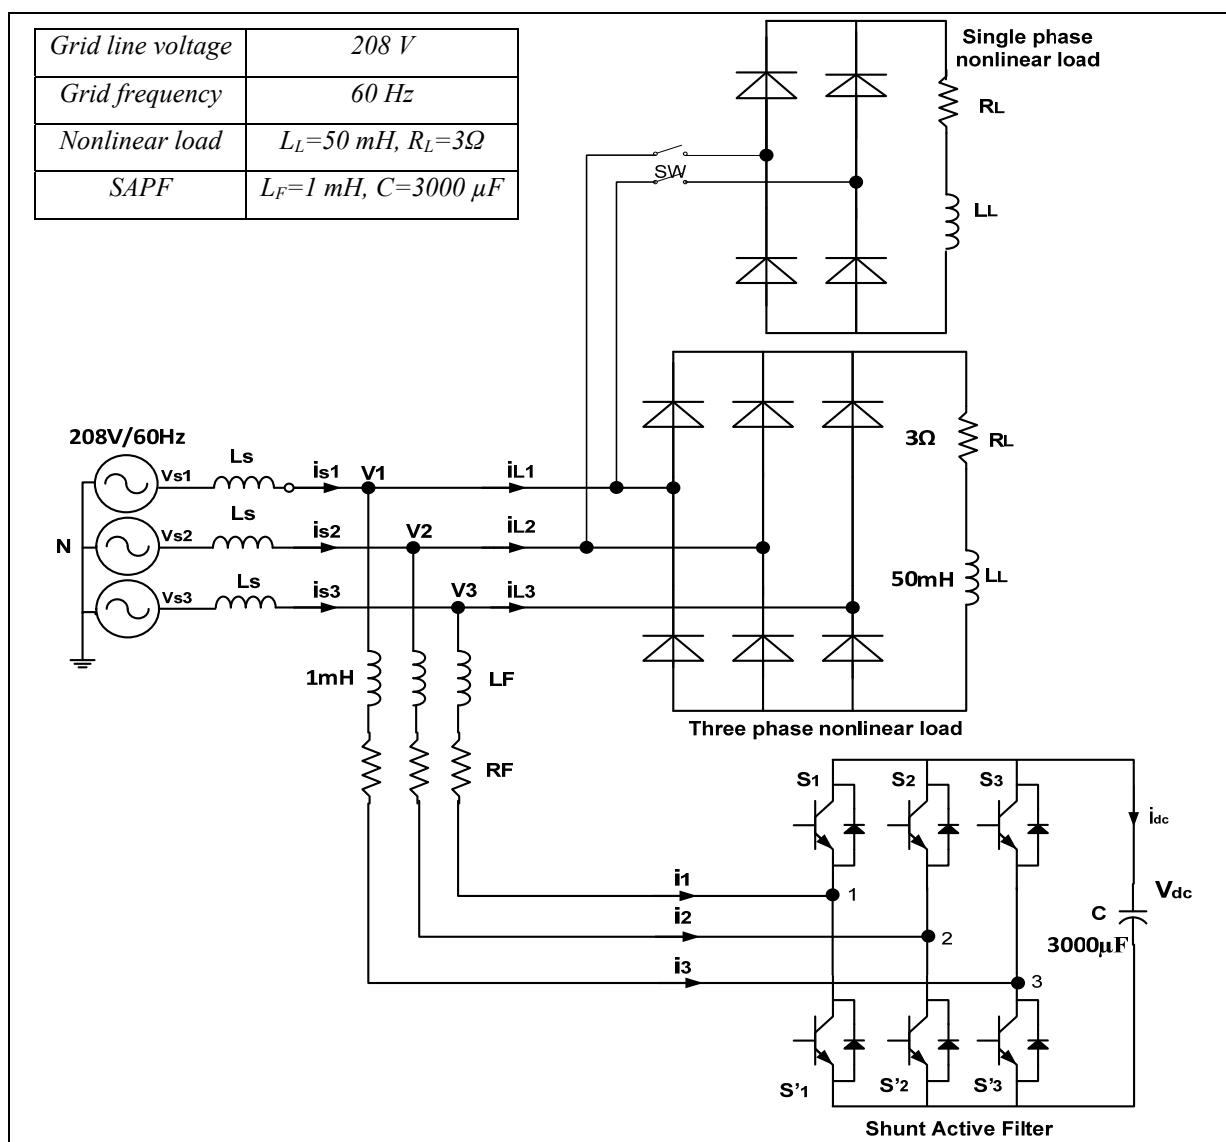 Grid line voltage 208 V
Grid frequency 60 Hz
Nonlinear load LL=50 mH, RL=3Ω
SAPF LF=1 mH, C=3000 µF
Single phase
nonlinear load
RL
LL
SW
208V/60Hz
Vs1 Ls is1 V1 iL1
N Vs2 Ls is2 V2 iL2
Vs3 Ls is3 V3 iL3
3Ω RL
50mH LL
1mH LF
RF
Three phase nonlinear load
S1 S2 S3
idc
i1 1
i2 2
i3 3
Vdc
C
3000µF
S'1 S'2 S'3
Shunt Active Filter